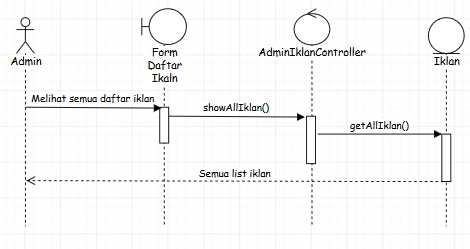 Admin
Form
Daftar
Ikaln
AdminIklanController
Iklan
Melihat semua daftar iklan
showAllIklan()
getAllIklan()
Semua list iklan